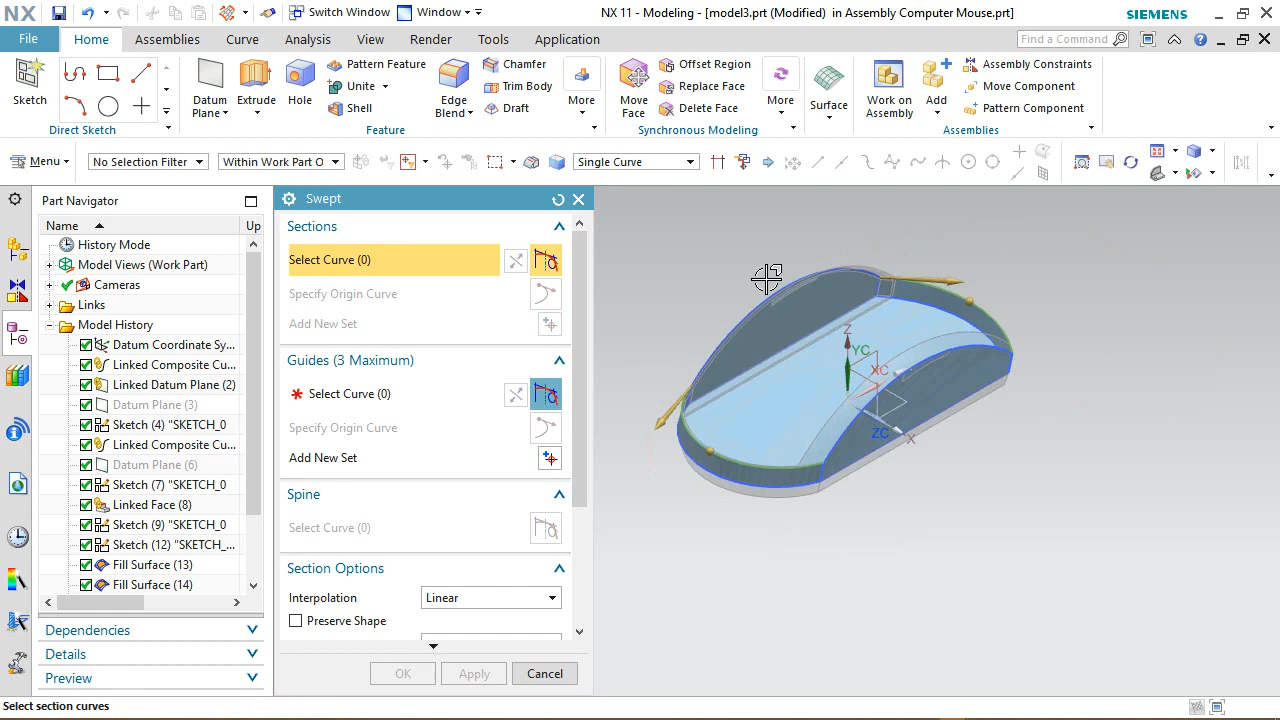 NX
Switch Window
Window
NX 11 - Modeling - [model3.prt (Modified) in Assembly Computer Mouse.prt]
SIEMENS
File
Home
Assemblies
Curve
Analysis
View
Render
Tools
Application
Find a Command
Sketch
Direct Sketch
Datum Plane
Extrude
Hole
Pattern Feature
Unite
Shell
Edge Blend
Chamfer
Trim Body
Draft
More
Feature
Move Face
Offset Region
Replace Face
Delete Face
More
Synchronous Modeling
Surface
Work on Assembly
Add
Assembly Constraints
Move Component
Pattern Component
Assemblies
Menu
No Selection Filter
Within Work Part O
Single Curve
Part Navigator
Name
Up
History Mode
Model Views (Work Part)
Cameras
Links
Model History
Datum Coordinate Sy...
Linked Composite Cu...
Linked Datum Plane (2)
Datum Plane (3)
Sketch (4) "SKETCH_0
Linked Composite Cu...
Datum Plane (6)
Sketch (7) "SKETCH_0
Linked Face (8)
Sketch (9) "SKETCH_0
Sketch (12) "SKETCH_...
Fill Surface (13)
Fill Surface (14)
Dependencies
Details
Preview
Swept
Sections
Select Curve (0)
Specify Origin Curve
Add New Set
Guides (3 Maximum)
* Select Curve (0)
Specify Origin Curve
Add New Set
Spine
Select Curve (0)
Section Options
Interpolation
Linear
Preserve Shape
OK
Apply
Cancel
Z
YC
XC
ZC
X
Select section curves